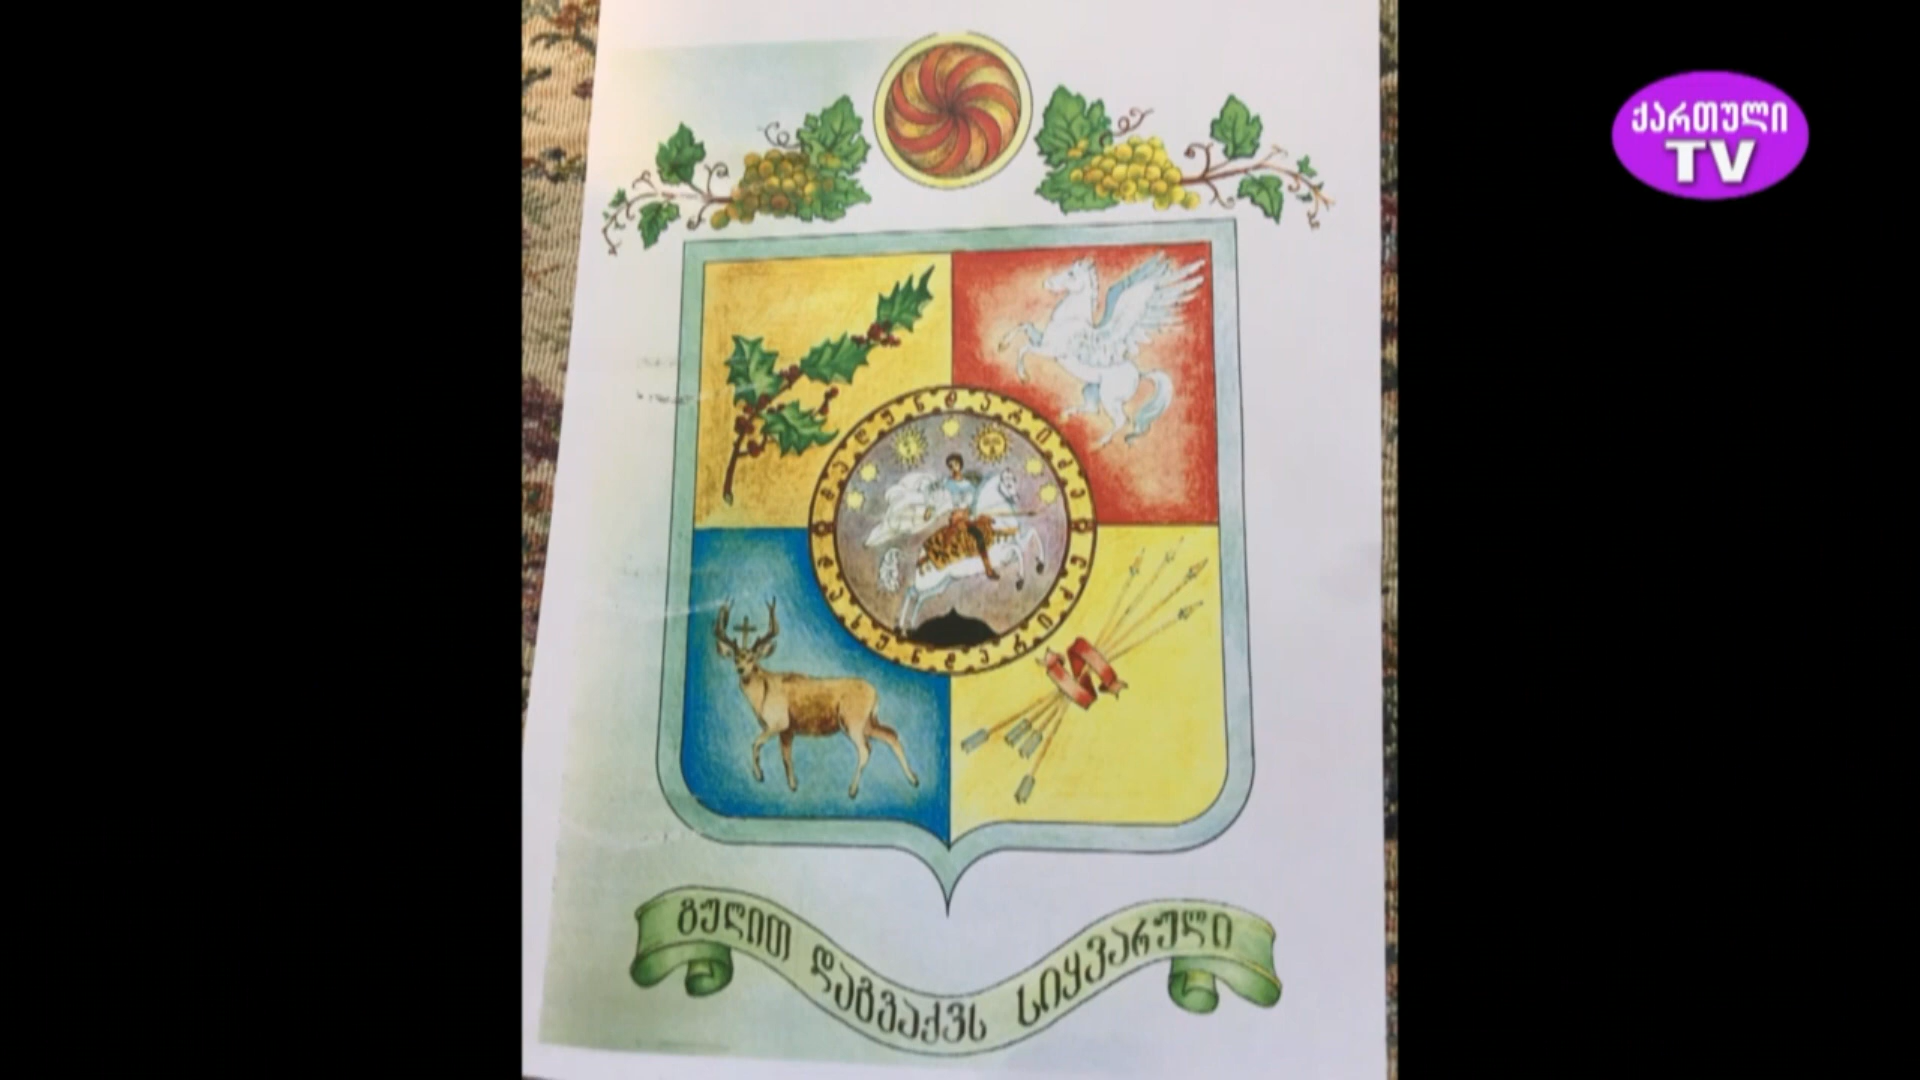 ქართული
TV
გულით დაგვაქვს სიყვარული